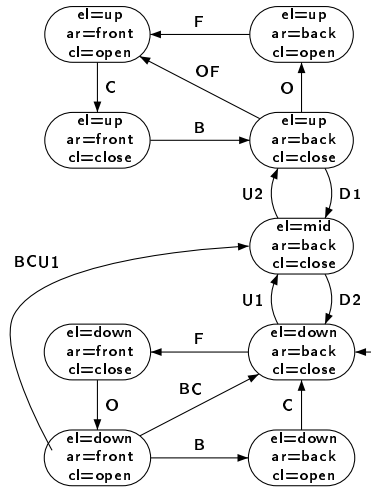 el=up
ar=front
cl=open
F
el=up
ar=back
cl=open
C
OF
O
el=up
ar=front
cl=close
B
el=up
ar=back
cl=close
U2
D1
el=mid
ar=back
cl=close
BCU1
U1
D2
el=down
ar=front
cl=close
F
el=down
ar=back
cl=close
O
BC
C
el=down
ar=front
cl=open
B
el=down
ar=back
cl=open